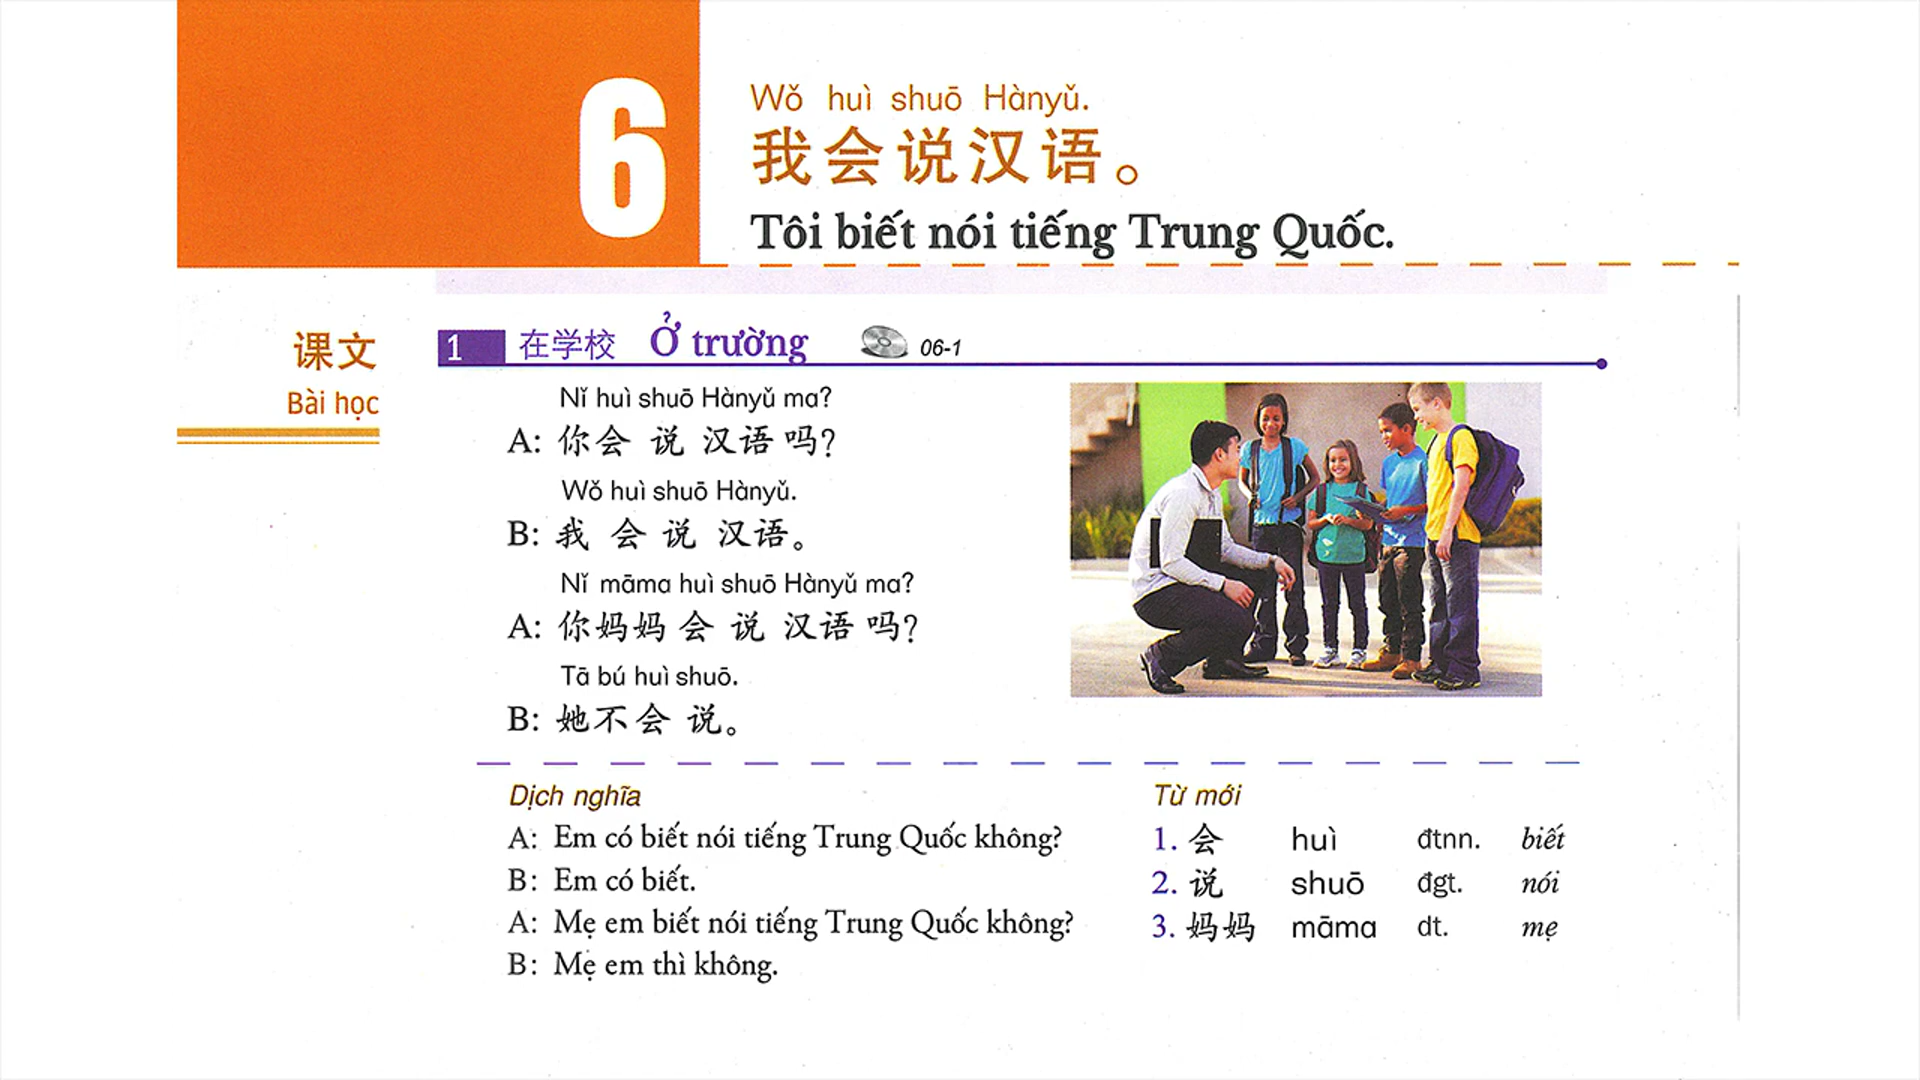 6
Wǒ huì shuō Hànyǔ.
我会说汉语。
Tôi biết nói tiếng Trung Quốc.
课文
Bài học
1 在学校 Ở trường 06-1
Nǐ huì shuō Hànyǔ ma?
A: 你会 说 汉语 吗?
Wǒ huì shuō Hànyǔ.
B: 我 会 说 汉语。
Nǐ māma huì shuō Hànyǔ ma?
A: 你妈妈 会 说 汉语 吗?
Tā bú huì shuō.
B: 她不会 说。
Dịch nghĩa
A: Em có biết nói tiếng Trung Quốc không?
B: Em có biết.
A: Mẹ em biết nói tiếng Trung Quốc không?
B: Mẹ em thì không.
Từ mới
1. 会 huì đtnn. biết
2. 说 shuō đgt. nói
3. 妈妈 māma dt. mẹ